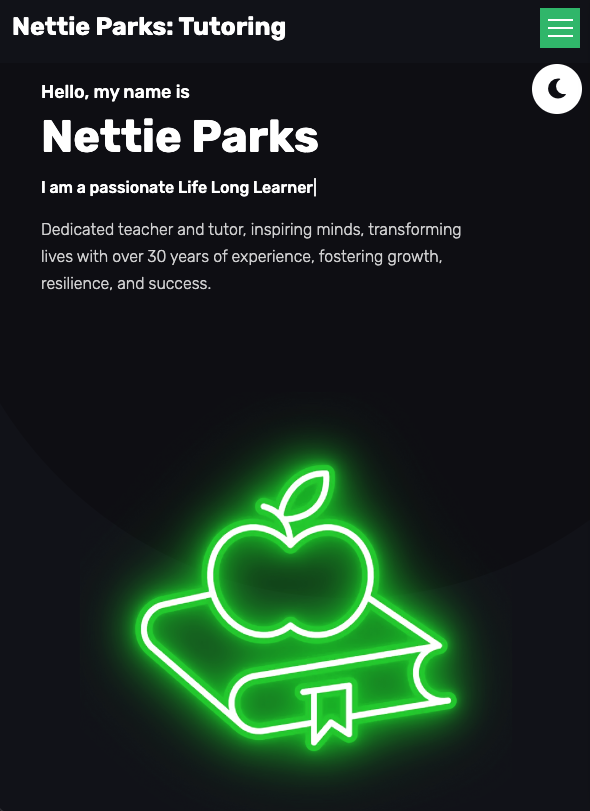 Nettie Parks: Tutoring
Hello, my name is
Nettie Parks
I am a passionate Life Long Learner
Dedicated teacher and tutor, inspiring minds, transforming
lives with over 30 years of experience, fostering growth,
resilience, and success.